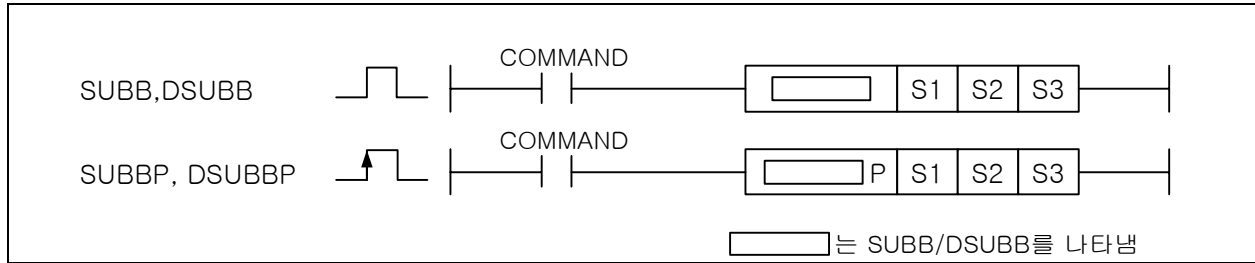 COMMAND
SUBB,DSUBB S1 S2 S3
COMMAND
SUBBP, DSUBBP P S1 S2 S3
는 SUBB/DSUBB를 나타냄